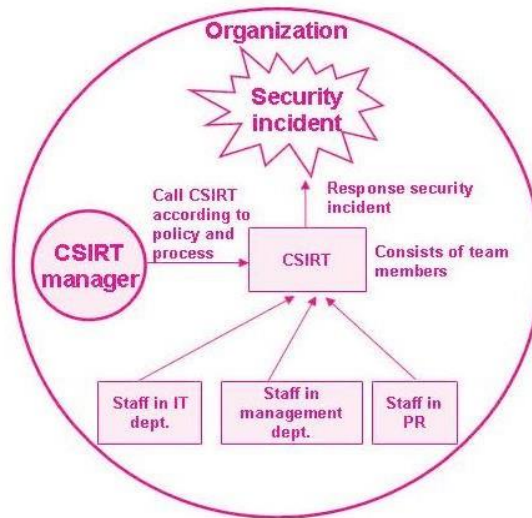 Organization
Security
incident
Call CSIRT
according to
policy and
process
Response security
incident
CSIRT
manager
CSIRT
Consists of team
members
Staff in IT
dept.
Staff in
management
dept.
Staff in
PR